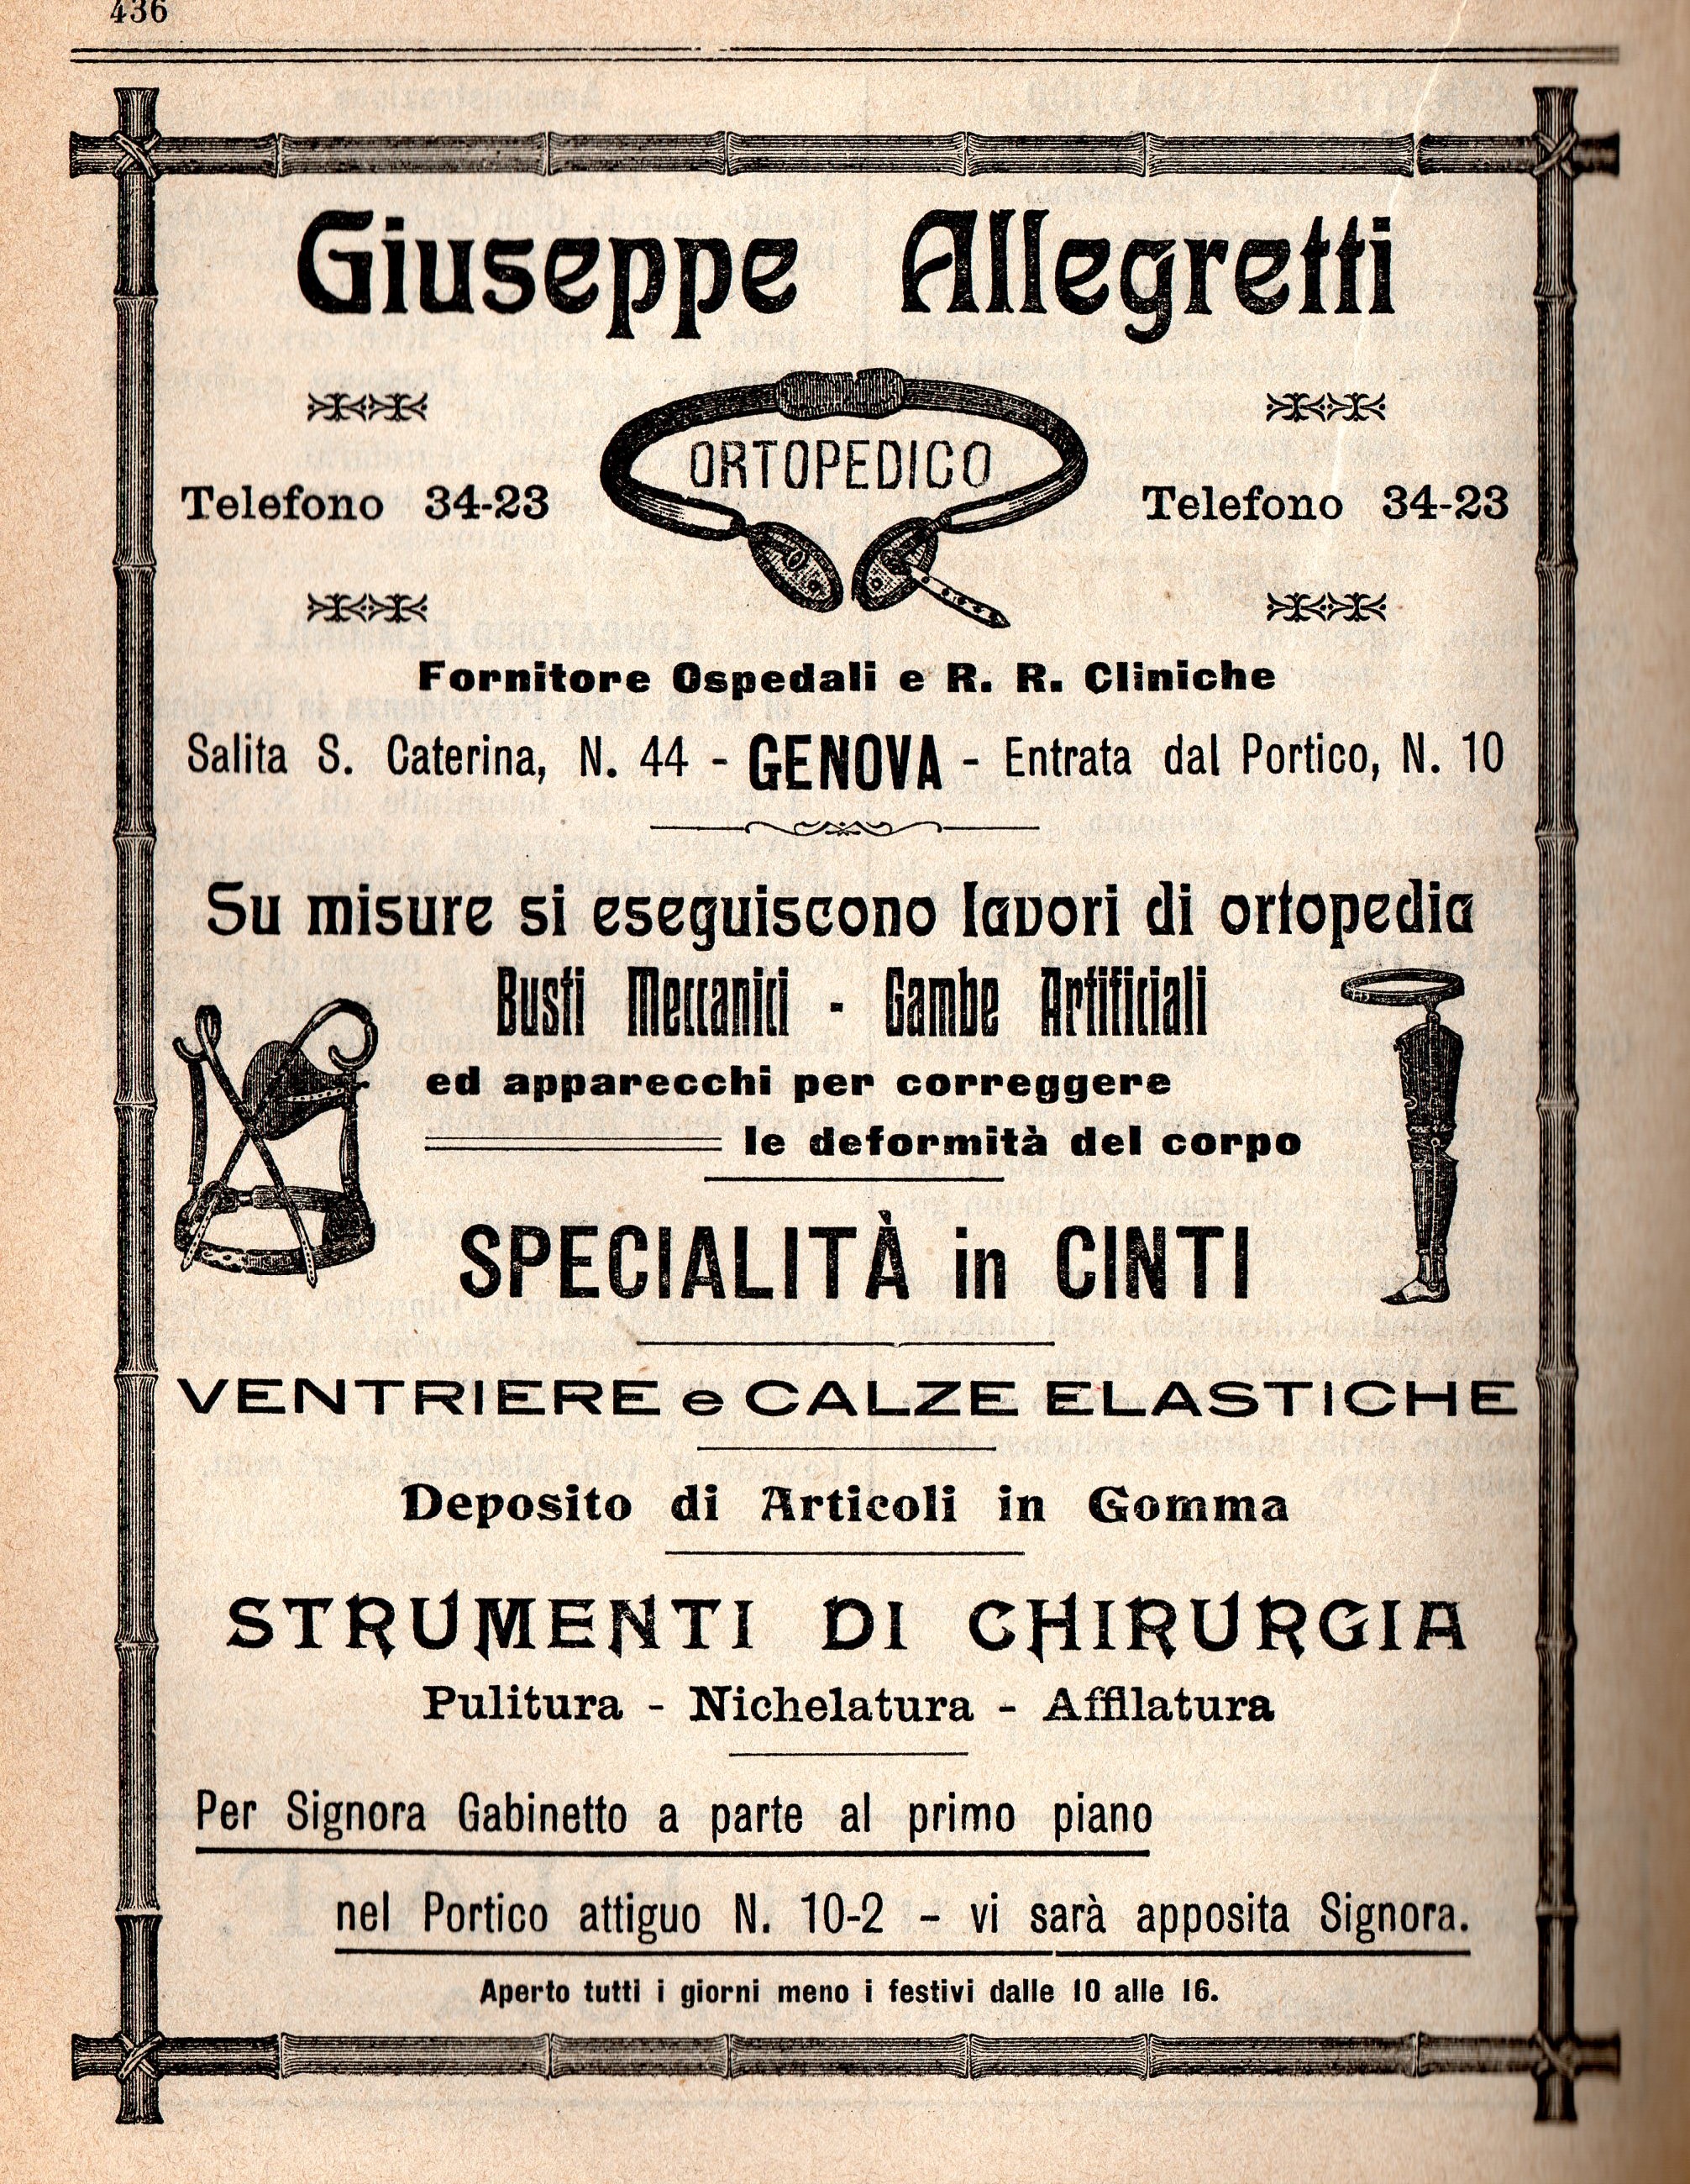 436
Giuseppe Allegretti
ORTOPEDICO
Telefono 34-23
Telefono 34-23
Fornitore Ospedali e R. R. Cliniche
Salita S. Caterina, N. 44 - GENOVA - Entrata dal Portico, N. 10
Su misure si eseguiscono lavori di ortopedia
Busti Meccanici - Gambe Artificiali
ed apparecchi per correggere
le deformità del corpo
SPECIALITÀ in CINTI
VENTRIERE e CALZE ELASTICHE
Deposito di Articoli in Gomma
STRUMENTI DI CHIRURGIA
Pulitura - Nichelatura - Affilatura
Per Signora Gabinetto a parte al primo piano
nel Portico attiguo N. 10-2 - vi sarà apposita Signora.
Aperto tutti i giorni meno i festivi dalle 10 alle 16.